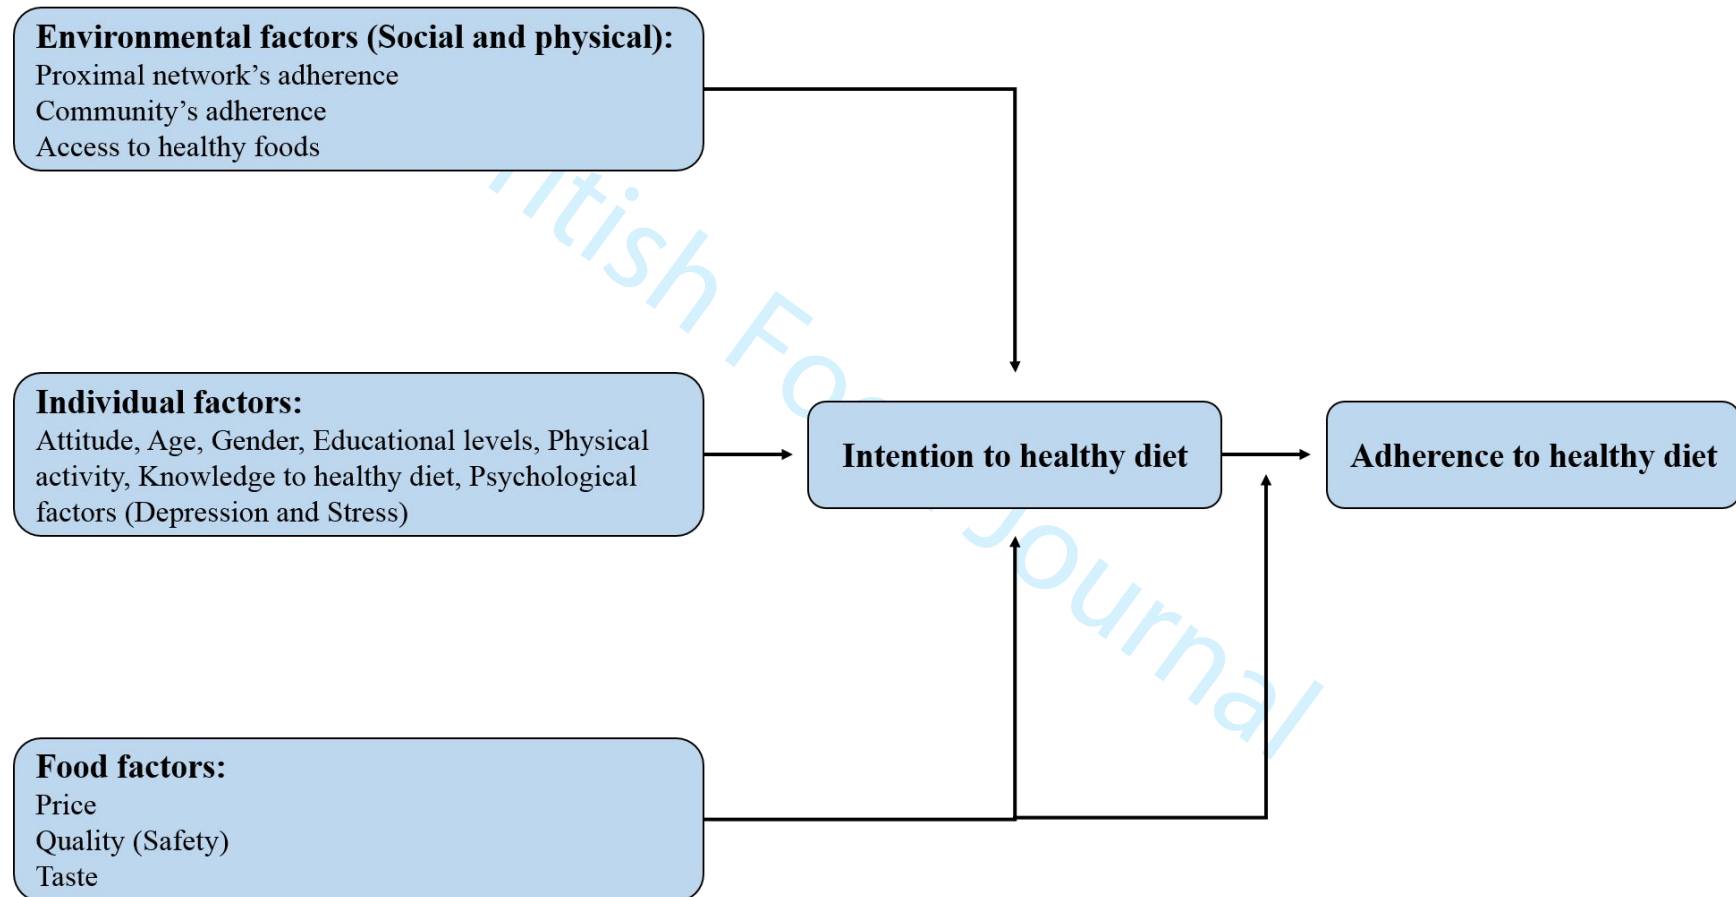 Environmental factors (Social and physical):
Proximal network’s adherence
Community’s adherence
Access to healthy foods
Individual factors:
Attitude, Age, Gender, Educational levels, Physical
activity, Knowledge to healthy diet, Psychological
factors (Depression and Stress)
Intention to healthy diet
Adherence to healthy diet
Food factors:
Price
Quality (Safety)
Taste
Journal